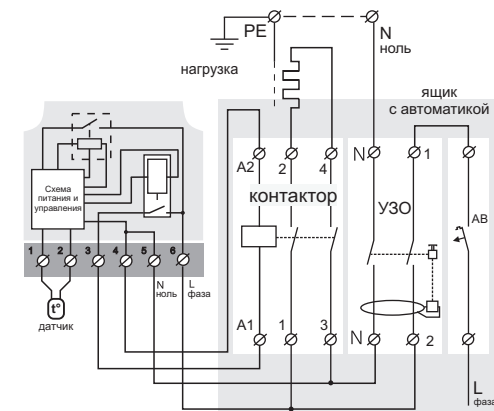 PE
N
ноль
нагрузка
ящик
с автоматикой
A2
2
4
N
1
контактор
УЗО
АВ
Схема
питания и
управления
1
2
3
4
5
6
N
ноль
L
фаза
t°
датчик
A1
1
3
N
2
L
фаза